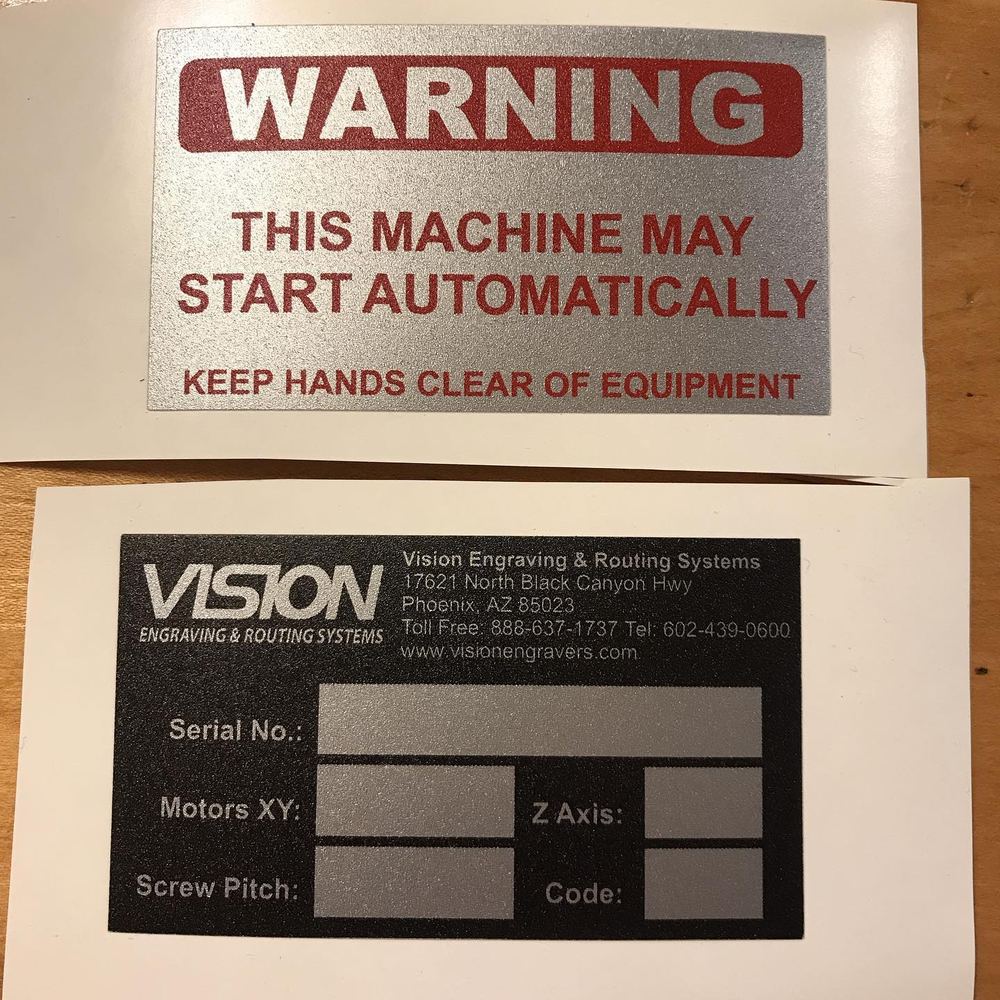 WARNING
THIS MACHINE MAY
START AUTOMATICALLY
KEEP HANDS CLEAR OF EQUIPMENT
VISION
ENGRAVING & ROUTING SYSTEMS
Vision Engraving & Routing Systems
17621 North Black Canyon Hwy
Phoenix, AZ 85023
Toll Free: 888-637-1737 Tel: 602-439-0600
www.visionengravers.com
Serial No.:
Motors XY:
Z Axis:
Screw Pitch:
Code: